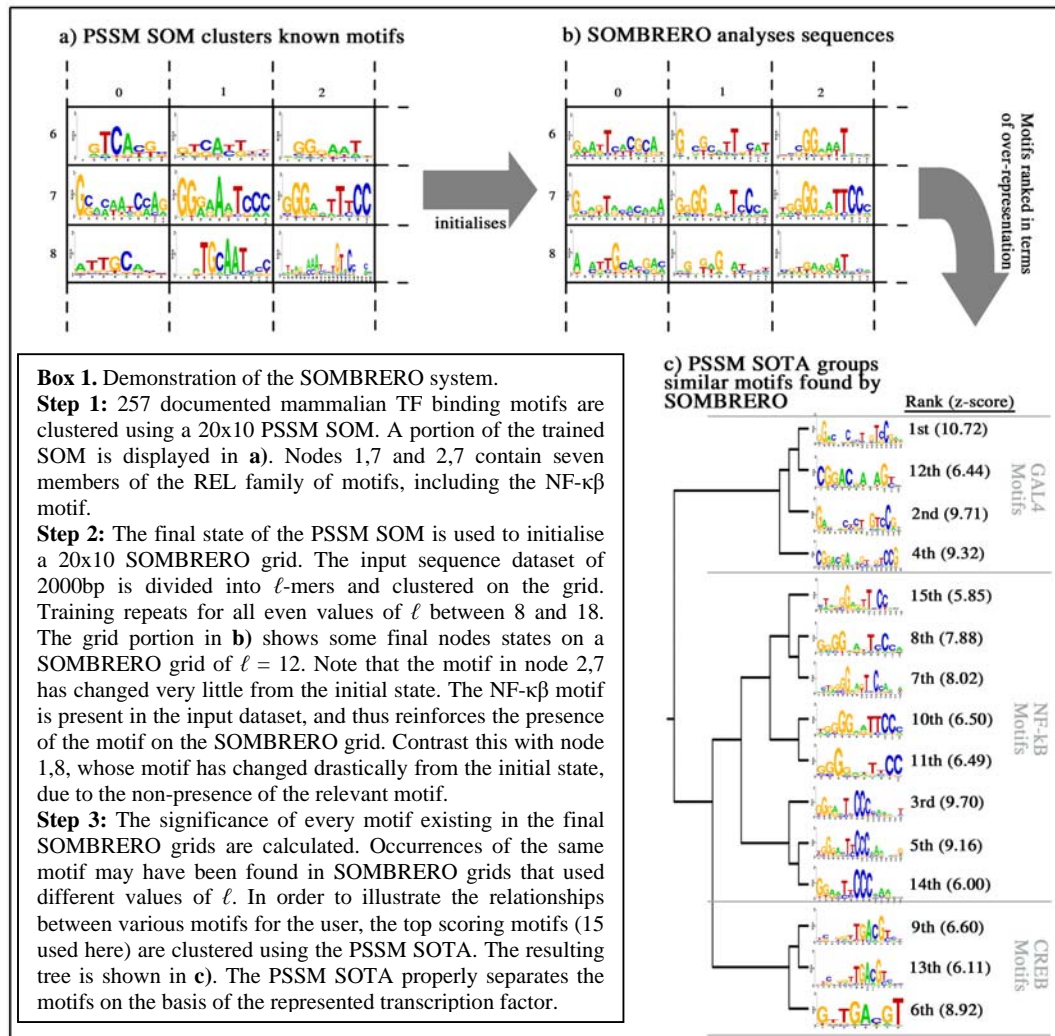 a) PSSM SOM clusters known motifs
b) SOMBRERO analyses sequences
0 1 2
6
7
8
initialises
0 1 2
6
7
8
Motifs ranked in terms
of over-representation
Box 1. Demonstration of the SOMBRERO system.
Step 1: 257 documented mammalian TF binding motifs are
clustered using a 20x10 PSSM SOM. A portion of the trained
SOM is displayed in a). Nodes 1,7 and 2,7 contain seven
members of the REL family of motifs, including the NF-κβ
motif.
Step 2: The final state of the PSSM SOM is used to initialise
a 20x10 SOMBRERO grid. The input sequence dataset of
2000bp is divided into ℓ-mers and clustered on the grid.
Training repeats for all even values of ℓ between 8 and 18.
The grid portion in b) shows some final nodes states on a
SOMBRERO grid of ℓ = 12. Note that the motif in node 2,7
has changed very little from the initial state. The NF-κβ motif
is present in the input dataset, and thus reinforces the presence
of the motif on the SOMBRERO grid. Contrast this with node
1,8, whose motif has changed drastically from the initial state,
due to the non-presence of the relevant motif.
Step 3: The significance of every motif existing in the final
SOMBRERO grids are calculated. Occurrences of the same
motif may have been found in SOMBRERO grids that used
different values of ℓ. In order to illustrate the relationships
between various motifs for the user, the top scoring motifs (15
used here) are clustered using the PSSM SOTA. The resulting
tree is shown in c). The PSSM SOTA properly separates the
motifs on the basis of the represented transcription factor.
c) PSSM SOTA groups
similar motifs found by
SOMBRERO
Rank (z-score)
1st (10.72)
12th (6.44)
2nd (9.71)
4th (9.32)
GAL4
Motifs
15th (5.85)
8th (7.88)
7th (8.02)
10th (6.50)
11th (6.49)
3rd (9.70)
5th (9.16)
14th (6.00)
NF-kB
Motifs
9th (6.60)
13th (6.11)
6th (8.92)
CREB
Motifs